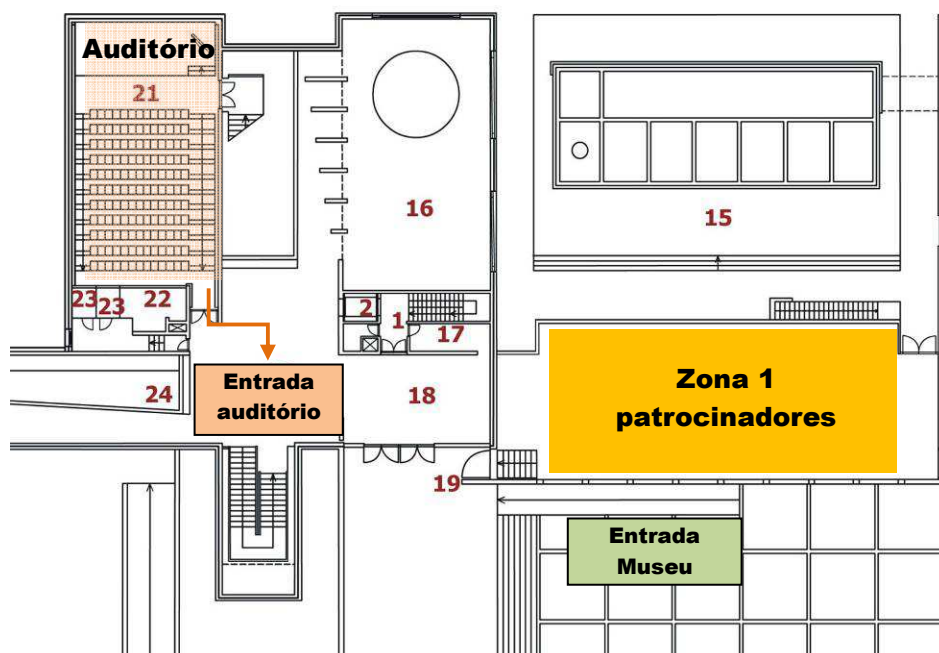 Auditório
21
16
15
23
23
22
2
1
17
Entrada
auditório
24
18
Zona 1
patrocinadores
19
Entrada
Museu